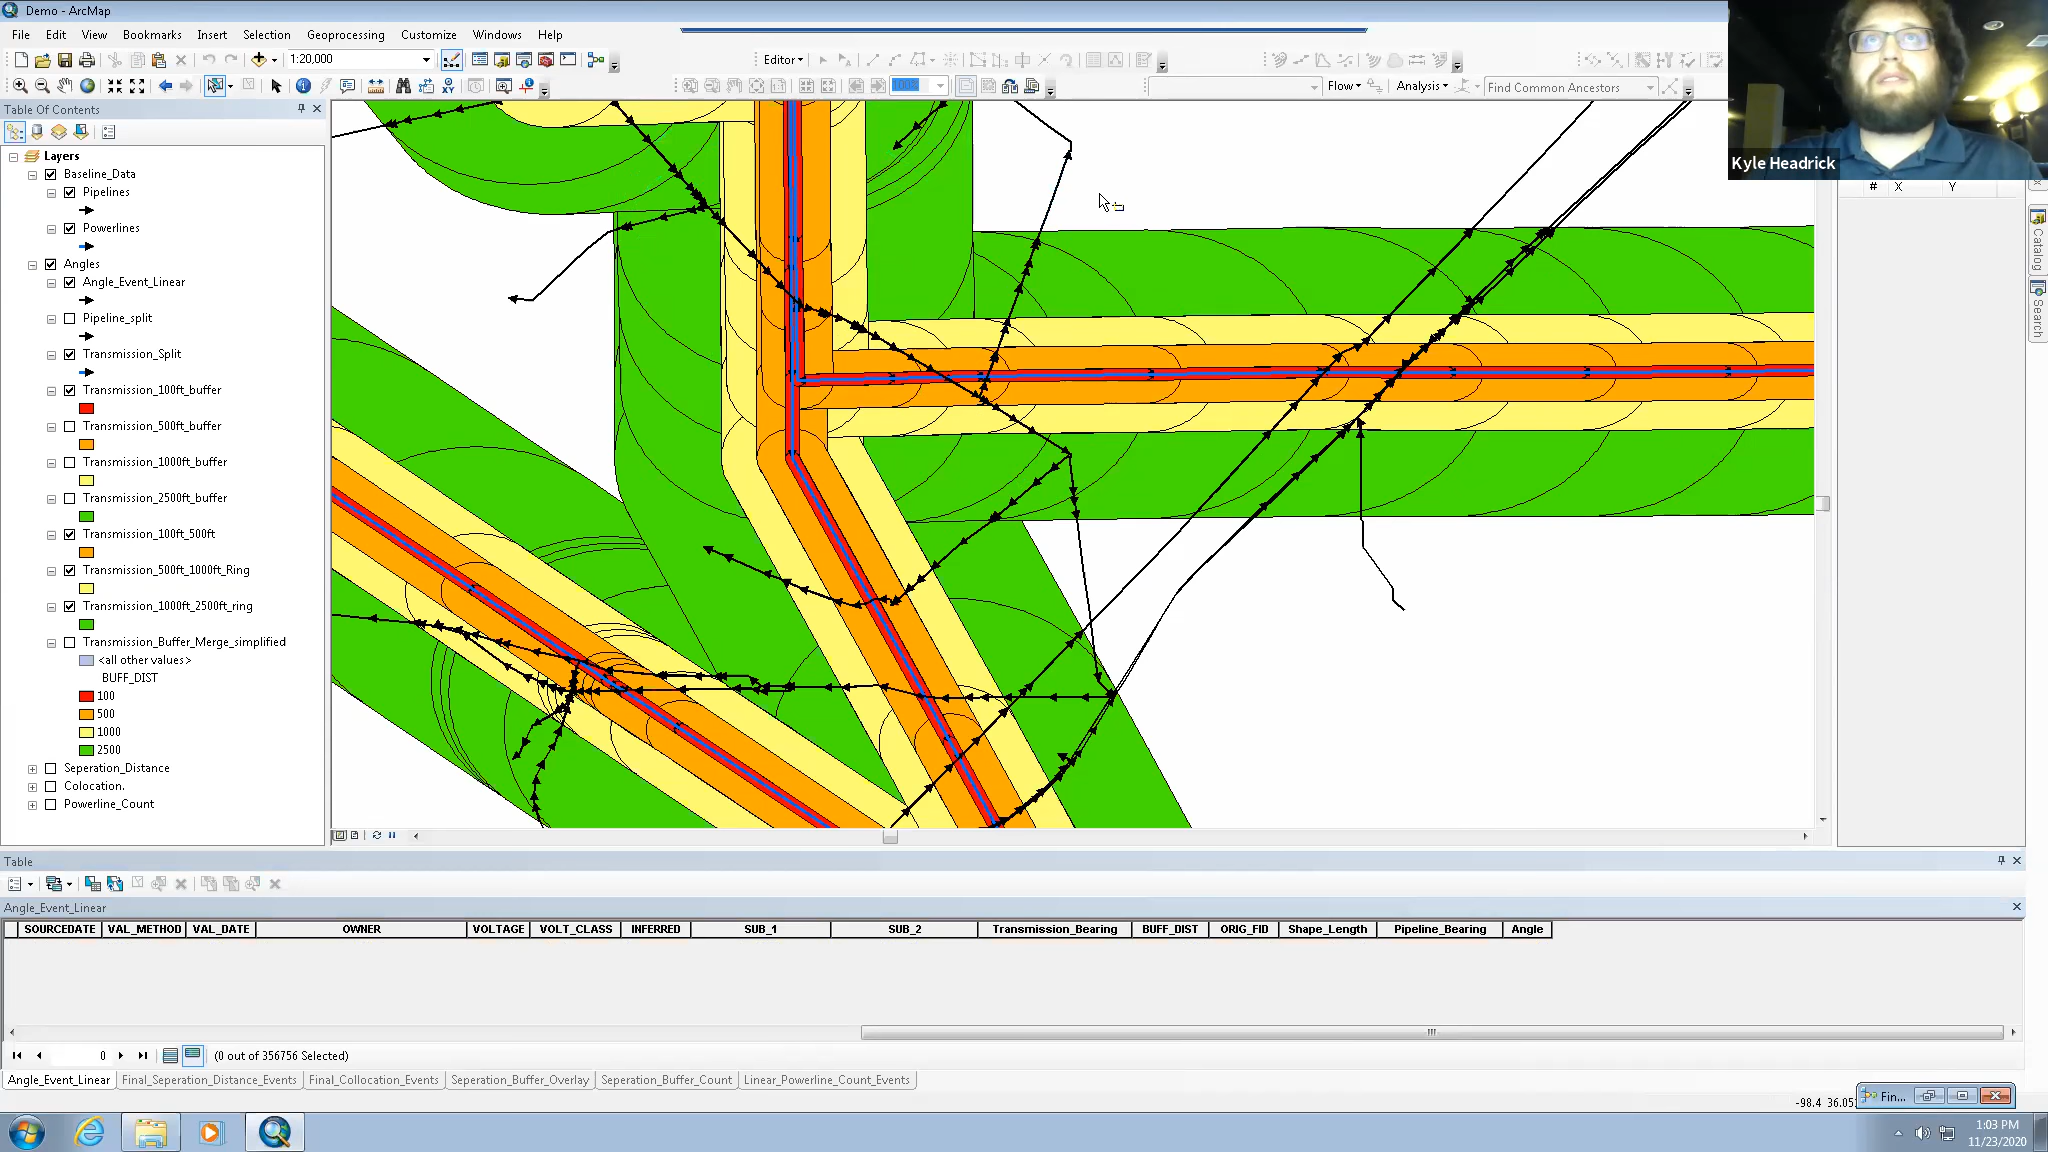 Demo - ArcMap
File Edit View Bookmarks Insert Selection Geoprocessing Customize Windows Help
1:20,000
Editor
100%
Flow Analysis Find Common Ancestors
Kyle Headrick
Table Of Contents
# X Y
Layers
Baseline_Data
Pipelines
Powerlines
Angles
Angle_Event_Linear
Pipeline_split
Transmission_Split
Transmission_100ft_buffer
Transmission_500ft_buffer
Transmission_1000ft_buffer
Transmission_2500ft_buffer
Transmission_100ft_500ft
Transmission_500ft_1000ft_Ring
Transmission_1000ft_2500ft_ring
Transmission_Buffer_Merge_simplified
<all other values>
BUFF_DIST
100
500
1000
2500
Seperation_Distance
Colocation.
Powerline_Count
Catalog
Search
Table
Angle_Event_Linear
SOURCEDATE VAL_METHOD VAL_DATE OWNER VOLTAGE VOLT_CLASS INFERRED SUB_1 SUB_2 Transmission_Bearing BUFF_DIST ORIG_FID Shape_Length Pipeline_Bearing Angle
0 (0 out of 356756 Selected)
Angle_Event_Linear Final_Seperation_Distance_Events Final_Collocation_Events Seperation_Buffer_Overlay Seperation_Buffer_Count Linear_Powerline_Count_Events
-98.4 36.05
Fin...
1:03 PM
11/23/2020